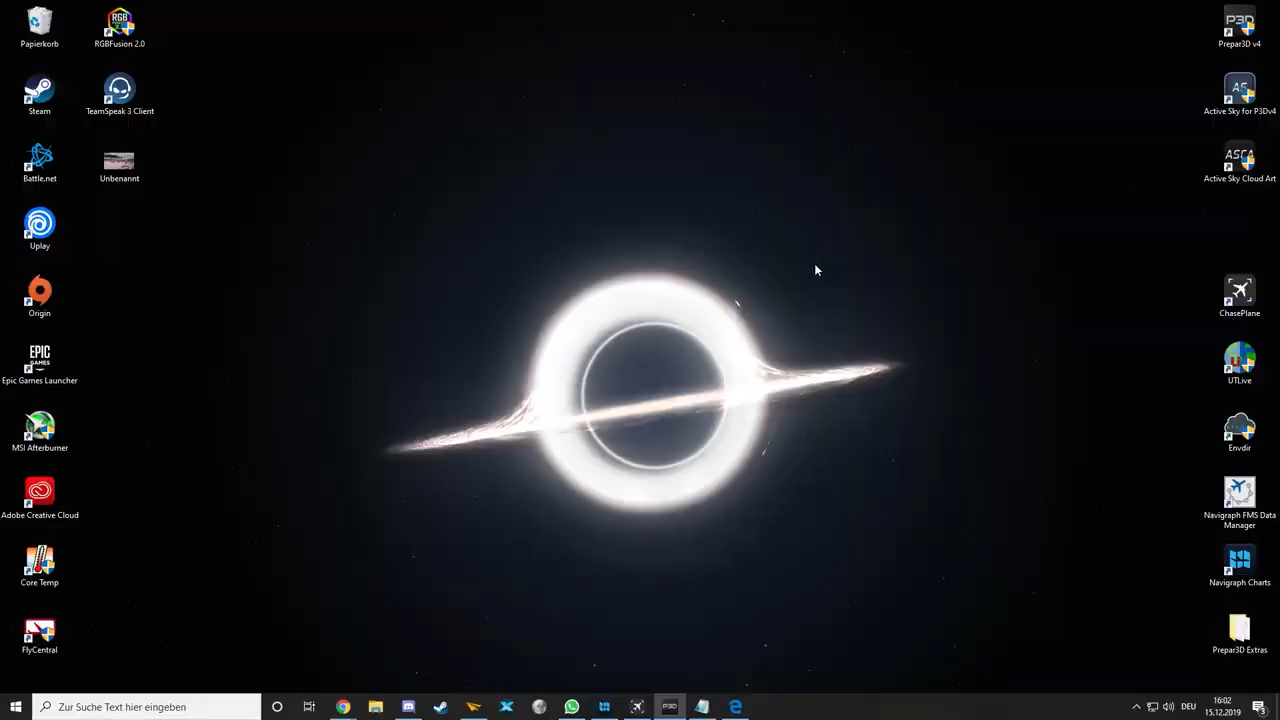 Papierkorb
RGB
RGBFusion 2.0
Steam
TeamSpeak 3 Client
Battle.net
Unbenannt
Uplay
Origin
EPIC
GAMES
Epic Games Launcher
MSI Afterburner
Adobe Creative Cloud
Core Temp
FlyCentral
P3D
Prepar3D v4
AS
Active Sky for P3Dv4
ASCA
Active Sky Cloud Art
ChasePlane
UTLive
Envdir
Navigraph FMS Data
Manager
Navigraph Charts
Prepar3D Extras
Zur Suche Text hier eingeben
P3D
DEU
16:02
15.12.2019